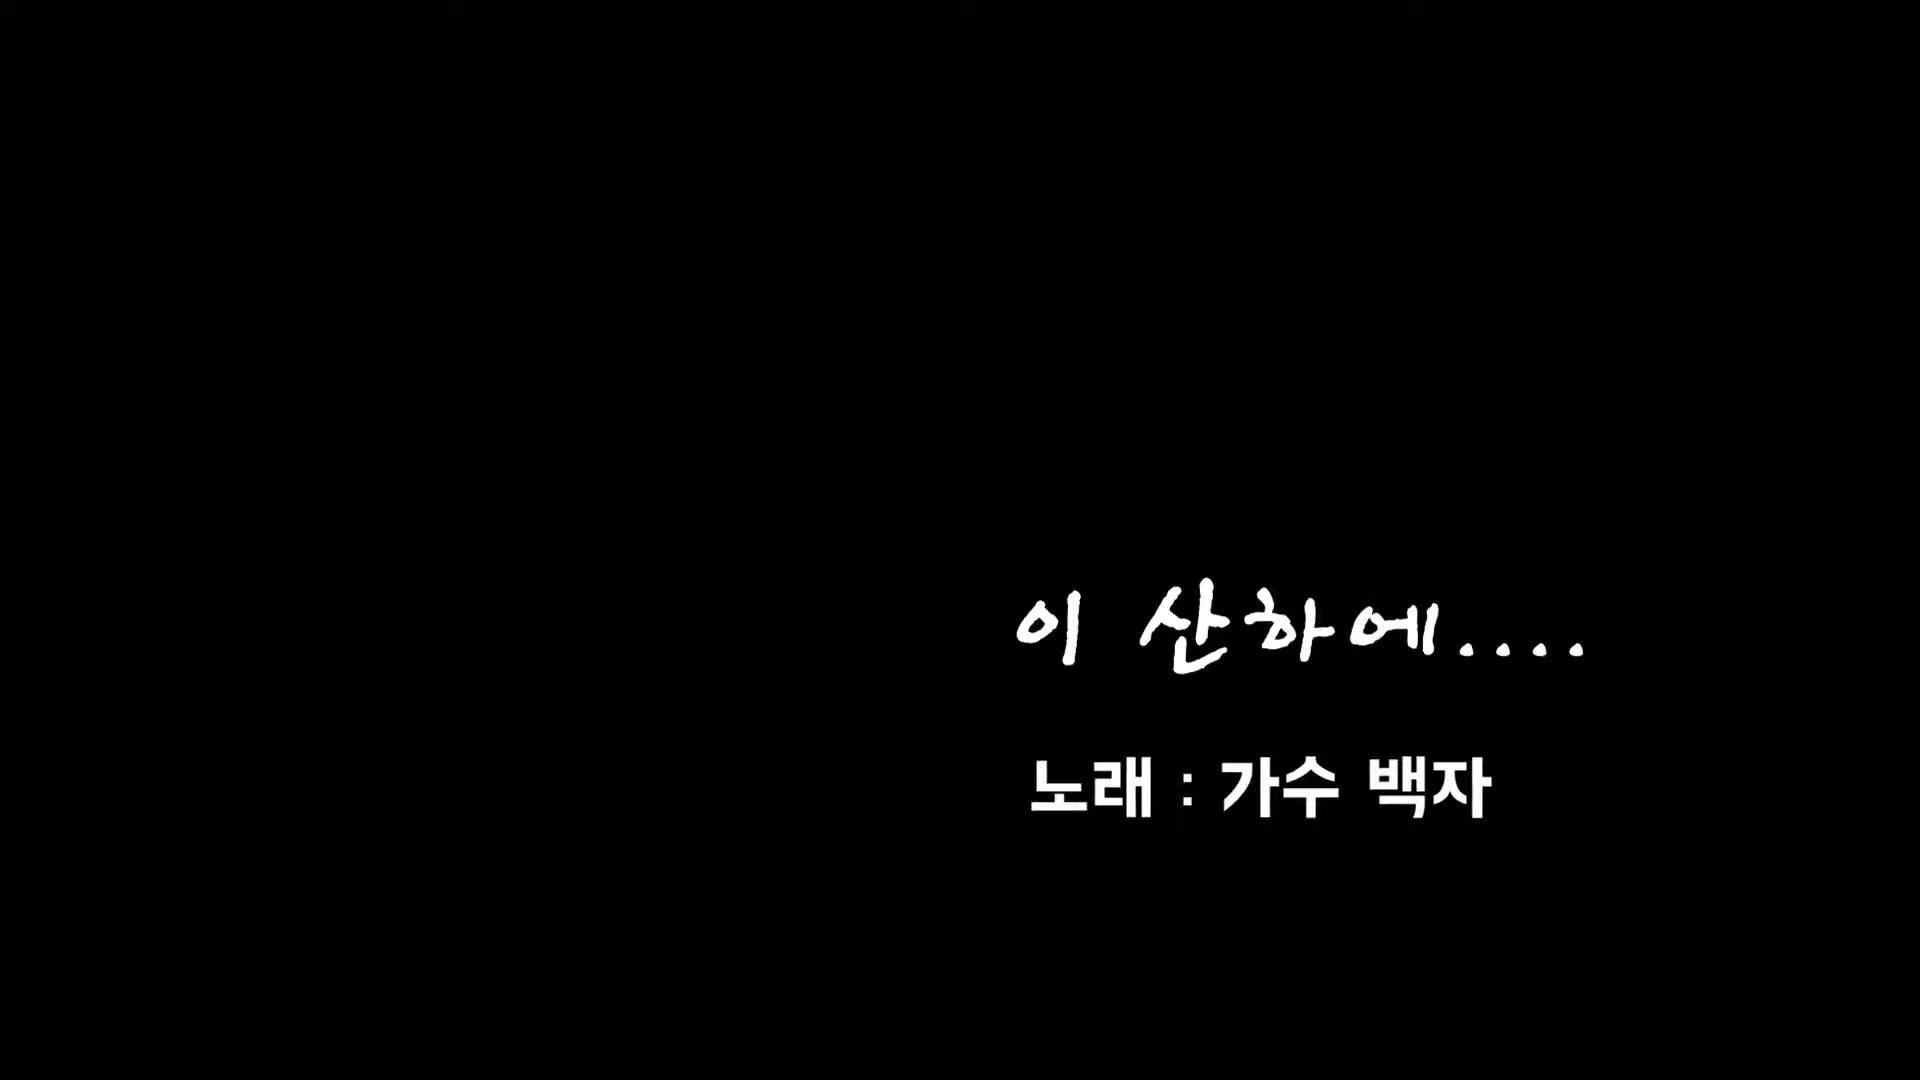 이 산하에....
노래 : 가수 백자